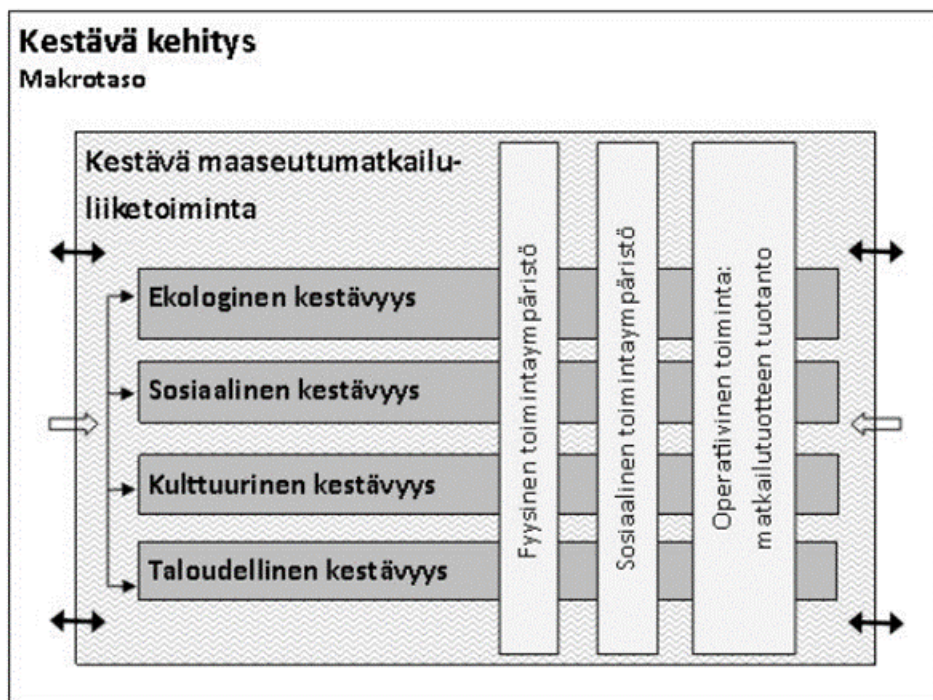 Kestävä kehitys
Makrotaso
Kestävä maaseutumatkailu-
liiketoiminta
Ekologinen kestävyys
Sosiaalinen kestävyys
Kulttuurinen kestävyys
Taloudellinen kestävyys
Fyysinen toimintaympäristö
Sosiaalinen toimintaympäristö
Operatiivinen toiminta:
matkailutuotteen tuotanto